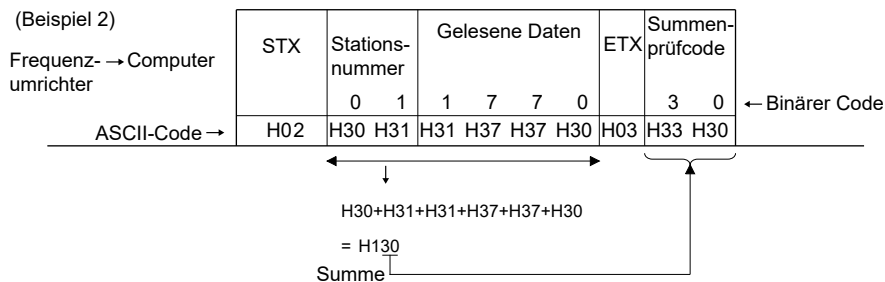 (Beispiel 2)
Frequenz- → Computer
umrichter
STX
Stations-
nummer
Gelesene Daten
ETX
Summen-
prüfcode
0 1 1 7 7 0 3 0
← Binärer Code
ASCII-Code →
H02 H30 H31 H31 H37 H37 H30 H03 H33 H30
H30+H31+H31+H37+H37+H30
= H130
Summe